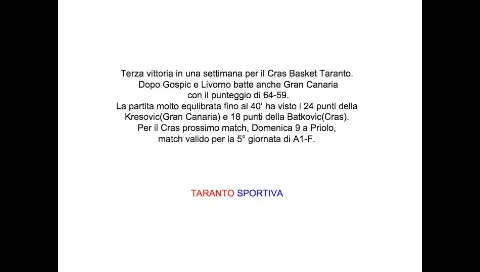 Terza vittoria in una settimana per il Cras Basket Taranto.
Dopo Gospic e Livorno batte anche Gran Canaria
con il punteggio di 64-59.
La partita molto equlibrata fino al 40' ha visto i 24 punti della
Kresovic(Gran Canaria) e 18 punti della Batkovic(Cras).
Per il Cras prossimo match, Domenica 9 a Priolo,
match valido per la 5° giornata di A1-F.
TARANTO SPORTIVA